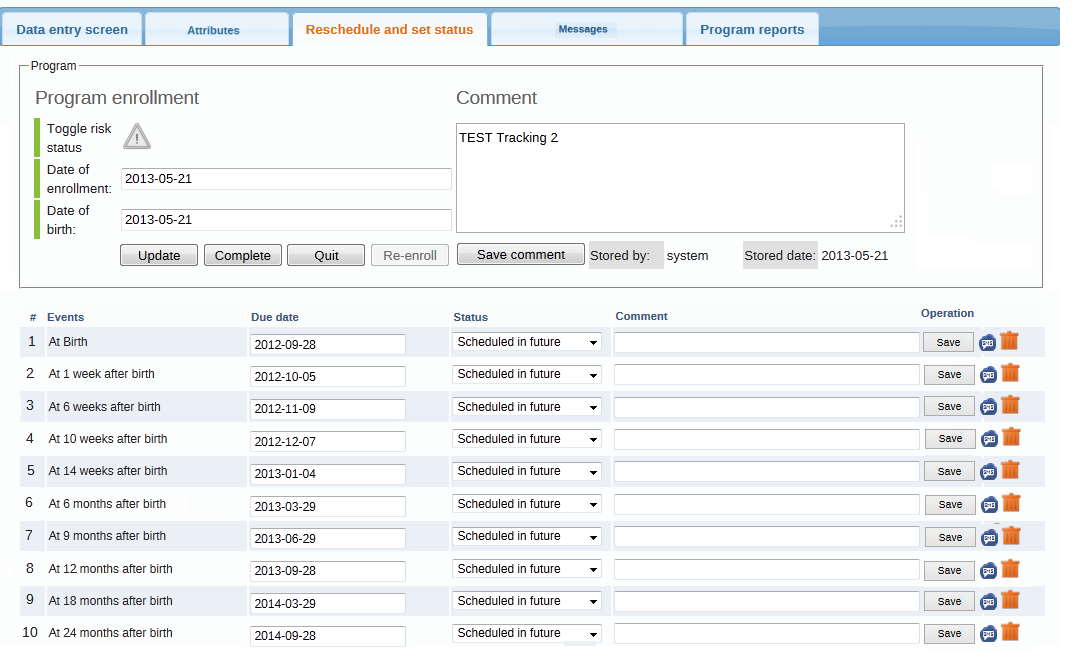 Data entry screen Attributes Reschedule and set status Messages Program reports
Program
Program enrollment Comment
Toggle risk
status
TEST Tracking 2
Date of
enrollment: 2013-05-21
Date of
birth: 2013-05-21
Update Complete Quit Re-enroll Save comment Stored by: system Stored date: 2013-05-21
# Events Due date Status Comment Operation
1 At Birth 2012-09-28 Scheduled in future Save
2 At 1 week after birth 2012-10-05 Scheduled in future Save
3 At 6 weeks after birth 2012-11-09 Scheduled in future Save
4 At 10 weeks after birth 2012-12-07 Scheduled in future Save
5 At 14 weeks after birth 2013-01-04 Scheduled in future Save
6 At 6 months after birth 2013-03-29 Scheduled in future Save
7 At 9 months after birth 2013-06-29 Scheduled in future Save
8 At 12 months after birth 2013-09-28 Scheduled in future Save
9 At 18 months after birth 2014-03-29 Scheduled in future Save
10 At 24 months after birth 2014-09-28 Scheduled in future Save